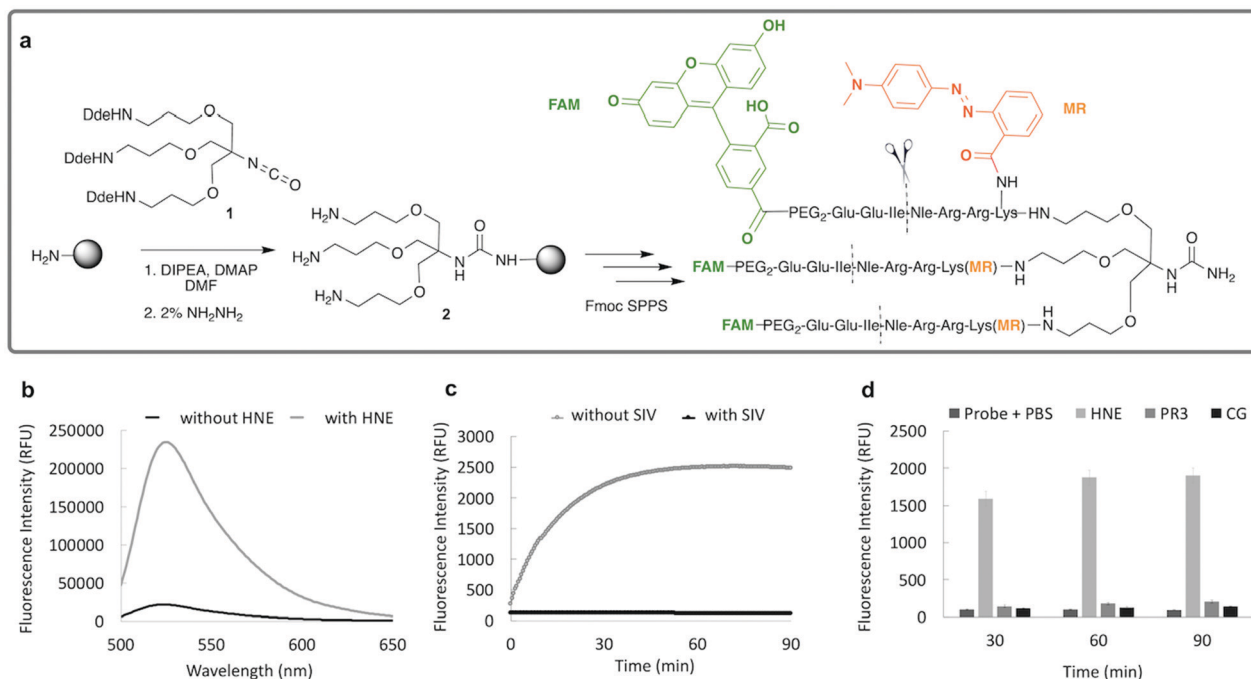 a
DdeHN
O
DdeHN
O
N
C
O
DdeHN
O
1
H2N
1. DIPEA, DMAP
DMF
2. 2% NH2NH2
H2N
O
H2N
O
O
N
H
HN
H2N
O
2
Fmoc SPPS
FAM
OH
O
O
HO
O
O
N
N
N
MR
O
NH
PEG2-Glu-Glu-Ile-Nle-Arg-Arg-Lys-HN
O
FAM-PEG2-Glu-Glu-Ile-Nle-Arg-Arg-Lys(MR)-N
H
O
O
N
H
NH2
FAM-PEG2-Glu-Glu-Ile-Nle-Arg-Arg-Lys(MR)-N
H
O
b
without HNE
with HNE
Fluorescence Intensity (RFU)
250000
200000
150000
100000
50000
0
500
550
600
650
Wavelength (nm)
c
without SIV
with SIV
Fluorescence Intensity (RFU)
3000
2500
2000
1500
1000
500
0
0
30
60
90
Time (min)
d
Probe + PBS
HNE
PR3
CG
Fluorescence Intensity (RFU)
2500
2000
1500
1000
500
0
30
60
90
Time (min)